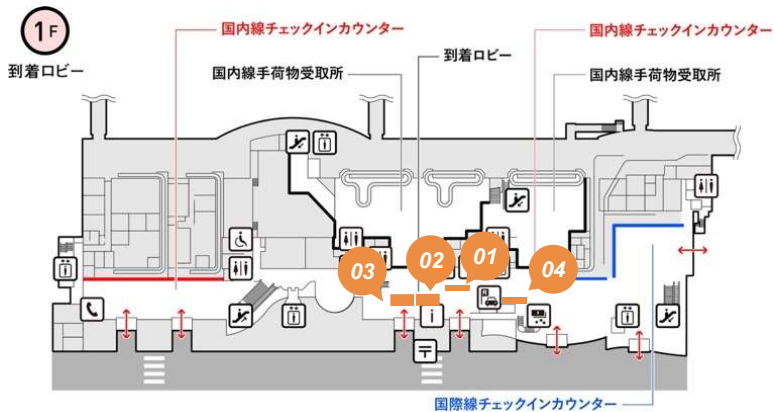 1F
到着ロビー
国内線チェックインカウンター
国内線手荷物受取所
到着ロビー
国内線チェックインカウンター
国内線手荷物受取所
03
02
01
04
i
〒
国際線チェックインカウンター